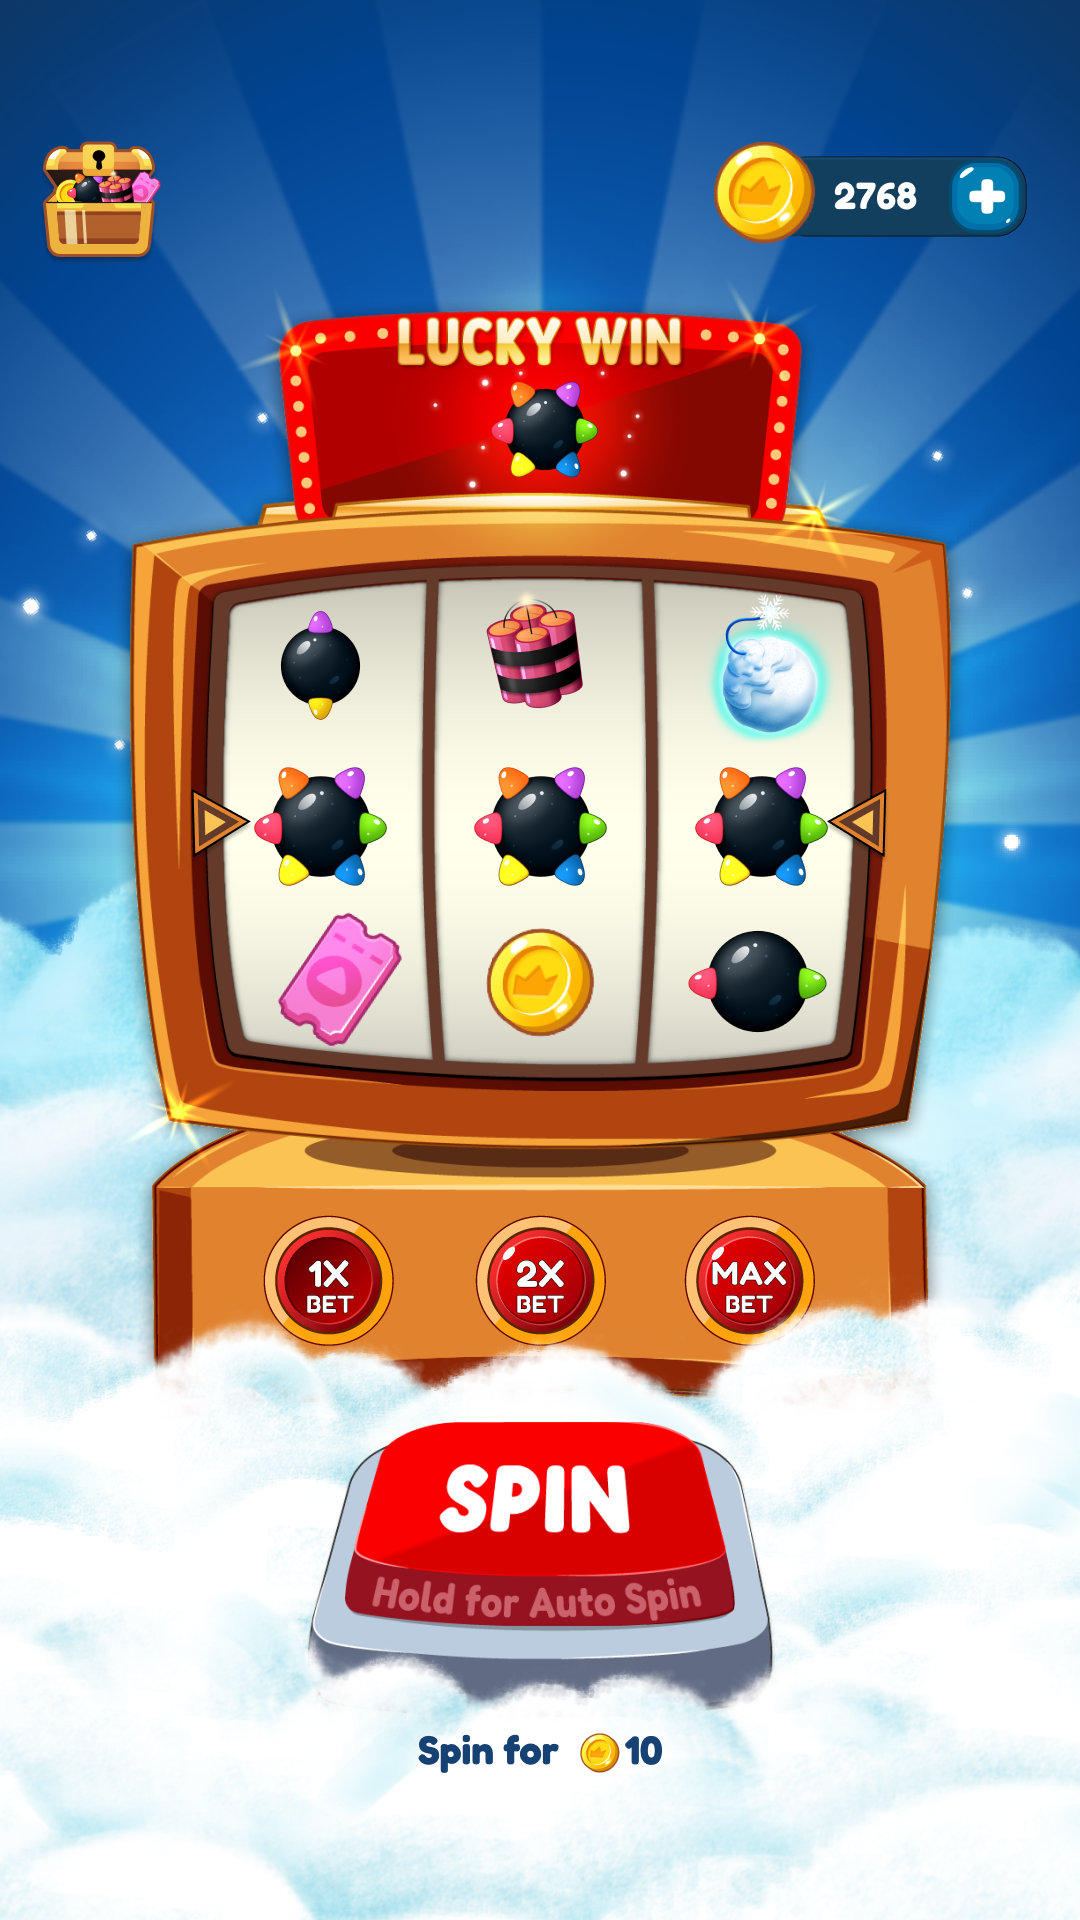 2768
LUCKY WIN
1X
BET
2X
BET
MAX
BET
SPIN
Hold for Auto Spin
Spin for 10